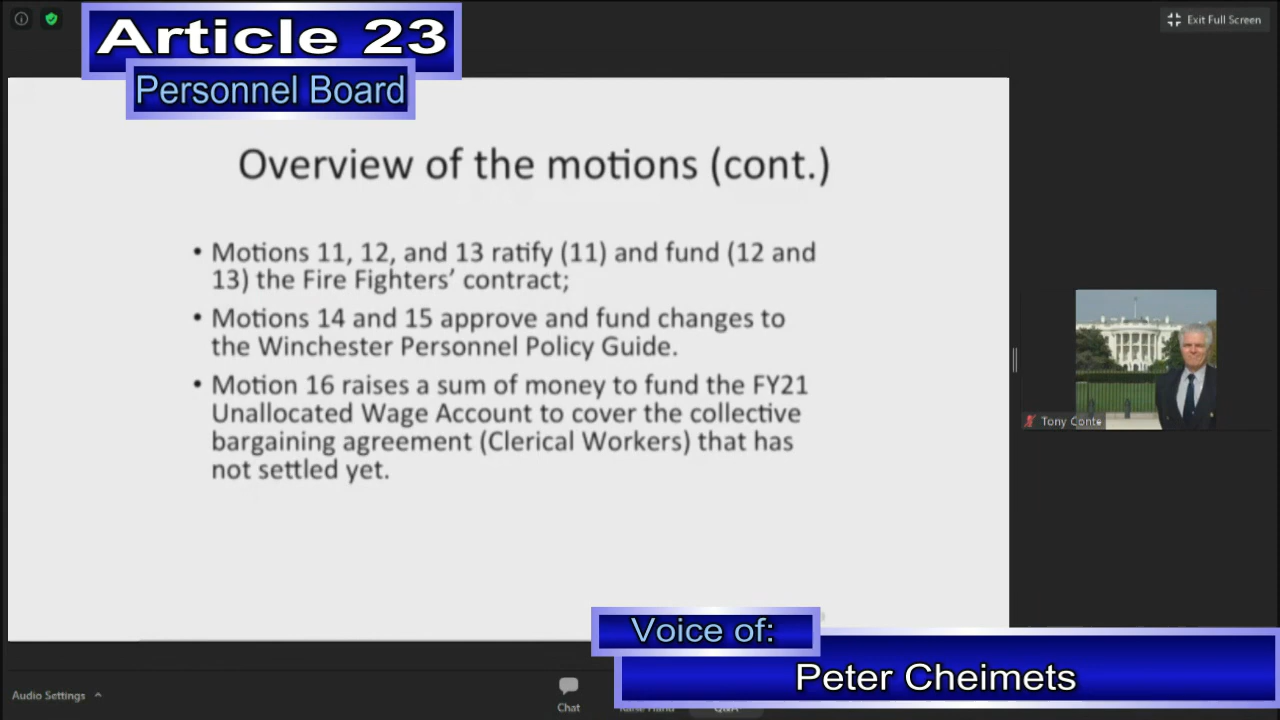 Article 23
Personnel Board
Exit Full Screen
Overview of the motions (cont.)
• Motions 11, 12, and 13 ratify (11) and fund (12 and
13) the Fire Fighters’ contract;
• Motions 14 and 15 approve and fund changes to
the Winchester Personnel Policy Guide.
• Motion 16 raises a sum of money to fund the FY21
Unallocated Wage Account to cover the collective
bargaining agreement (Clerical Workers) that has
not settled yet.
Tony Conte
Voice of:
Peter Cheimets
Audio Settings
Chat